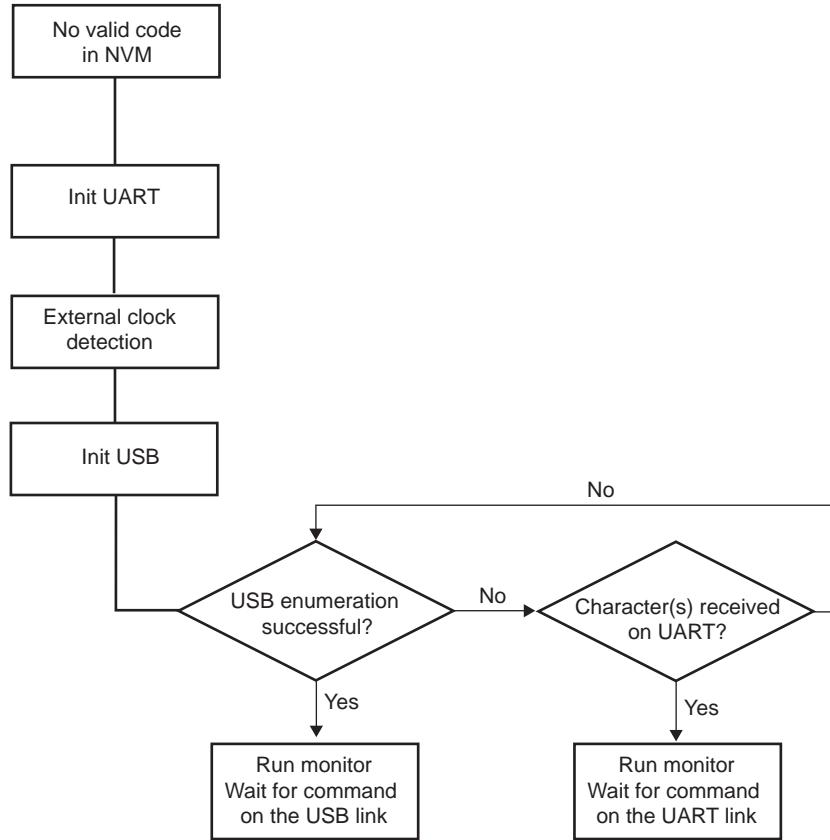 No valid code
in NVM
Init UART
External clock
detection
Init USB
No
USB enumeration
successful?
No
Character(s) received
on UART?
Yes
Yes
Run monitor
Wait for command
on the USB link
Run monitor
Wait for command
on the UART link